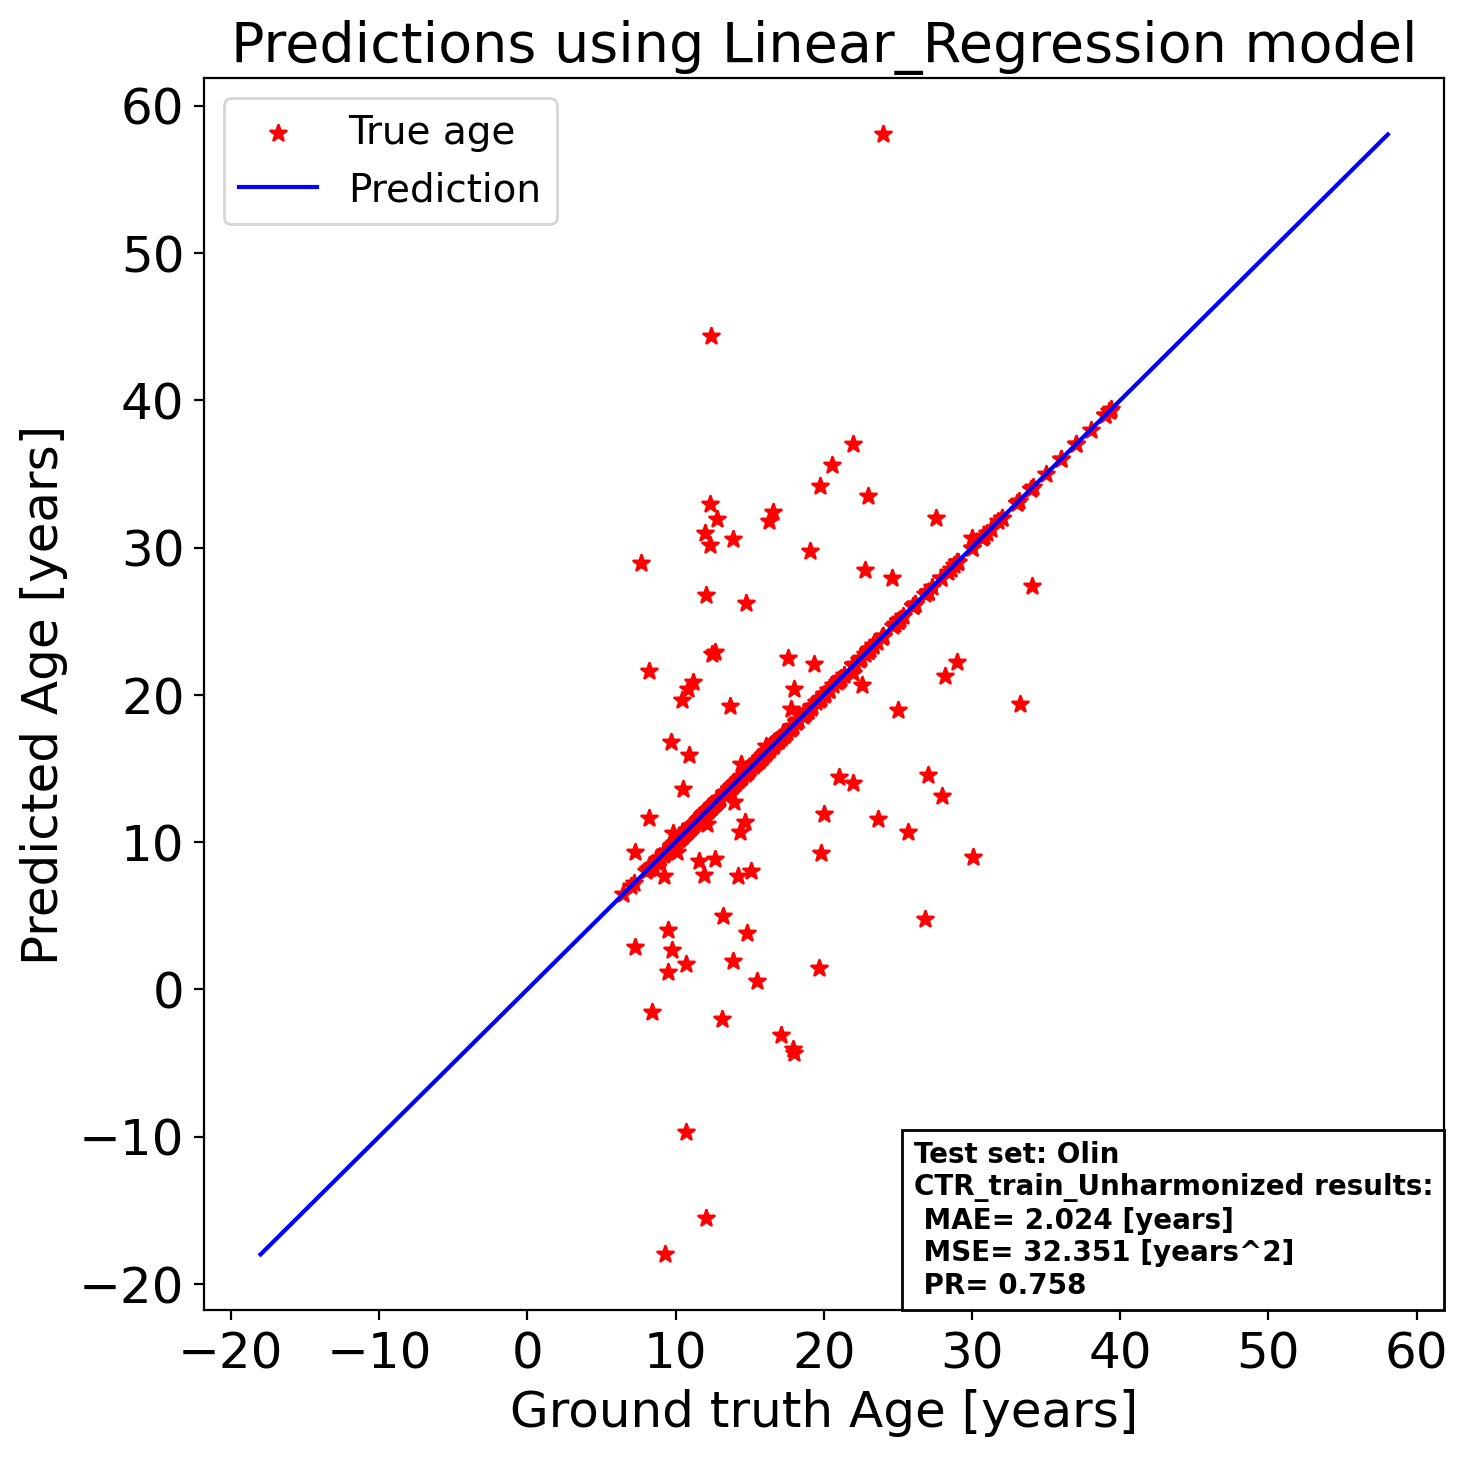 Predictions using Linear_Regression model
60
50
40
30
20
10
0
−10
−20
Predicted Age [years]
True age
Prediction
Test set: Olin
CTR_train_Unharmonized results:
MAE= 2.024 [years]
MSE= 32.351 [years^2]
PR= 0.758
−20 −10 0 10 20 30 40 50 60
Ground truth Age [years]